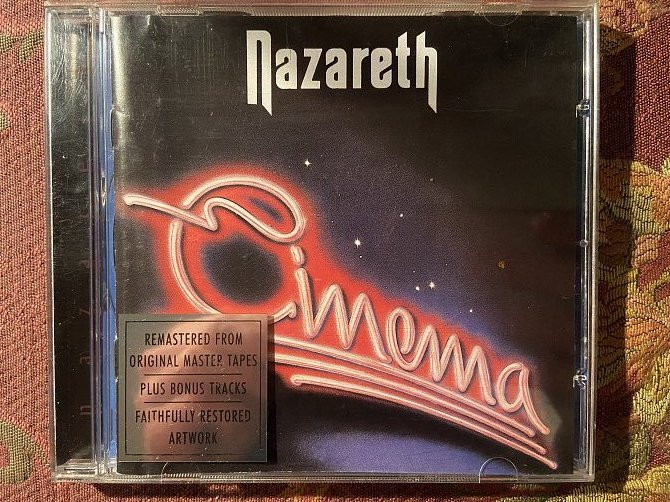 Nazareth
Cinema
REMASTERED FROM
ORIGINAL MASTER TAPES
PLUS BONUS TRACKS
FAITHFULLY RESTORED
ARTWORK